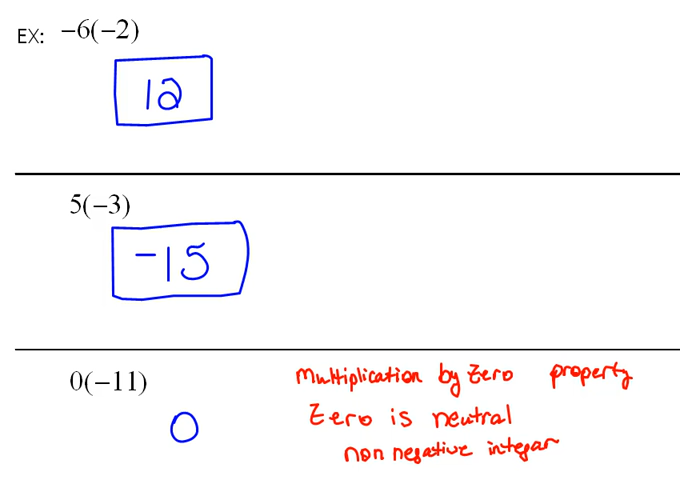 EX: −6(−2)
12
5(−3)
-15
0(−11)
multiplication by zero property
0
Zero is neutral
non negative integar